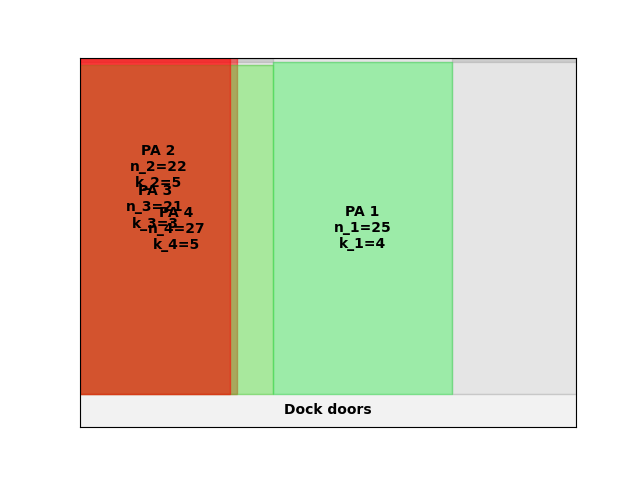 PA 2
n_2=22
k_2=5
PA 3
n_3=21
k_3=3
PA 4
n_4=27
k_4=5
PA 1
n_1=25
k_1=4
Dock doors